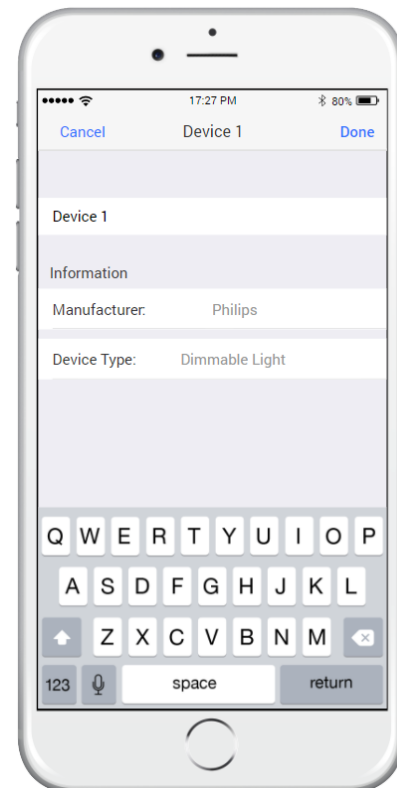 17:27 PM 80%
Cancel Device 1 Done
Device 1
Information
Manufacturer: Philips
Device Type: Dimmable Light
Q W E R T Y U I O P
A S D F G H J K L
Z X C V B N M
123 space return